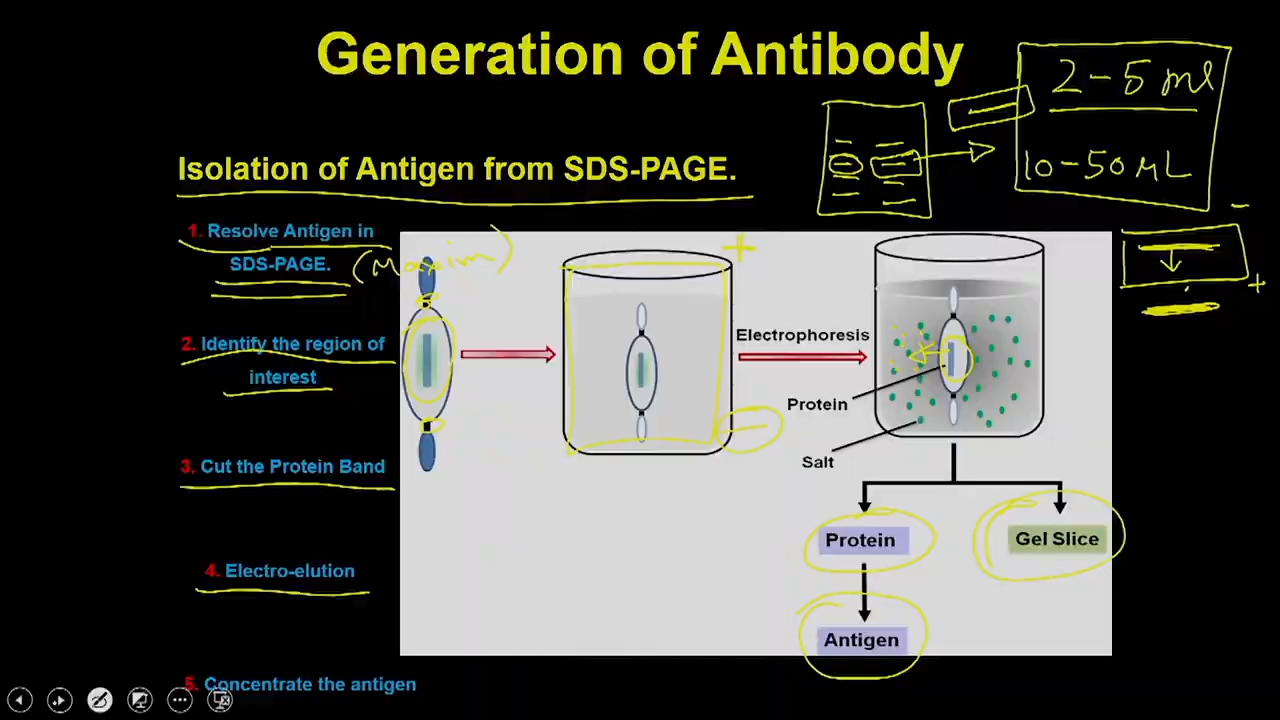 Generation of Antibody
2-5 ml
10-50 ML
Isolation of Antigen from SDS-PAGE.
1. Resolve Antigen in
SDS-PAGE.
2. Identify the region of
interest
3. Cut the Protein Band
4. Electro-elution
5. Concentrate the antigen
+
-
Electrophoresis
Protein
Salt
-
+
Protein
Gel Slice
Antigen